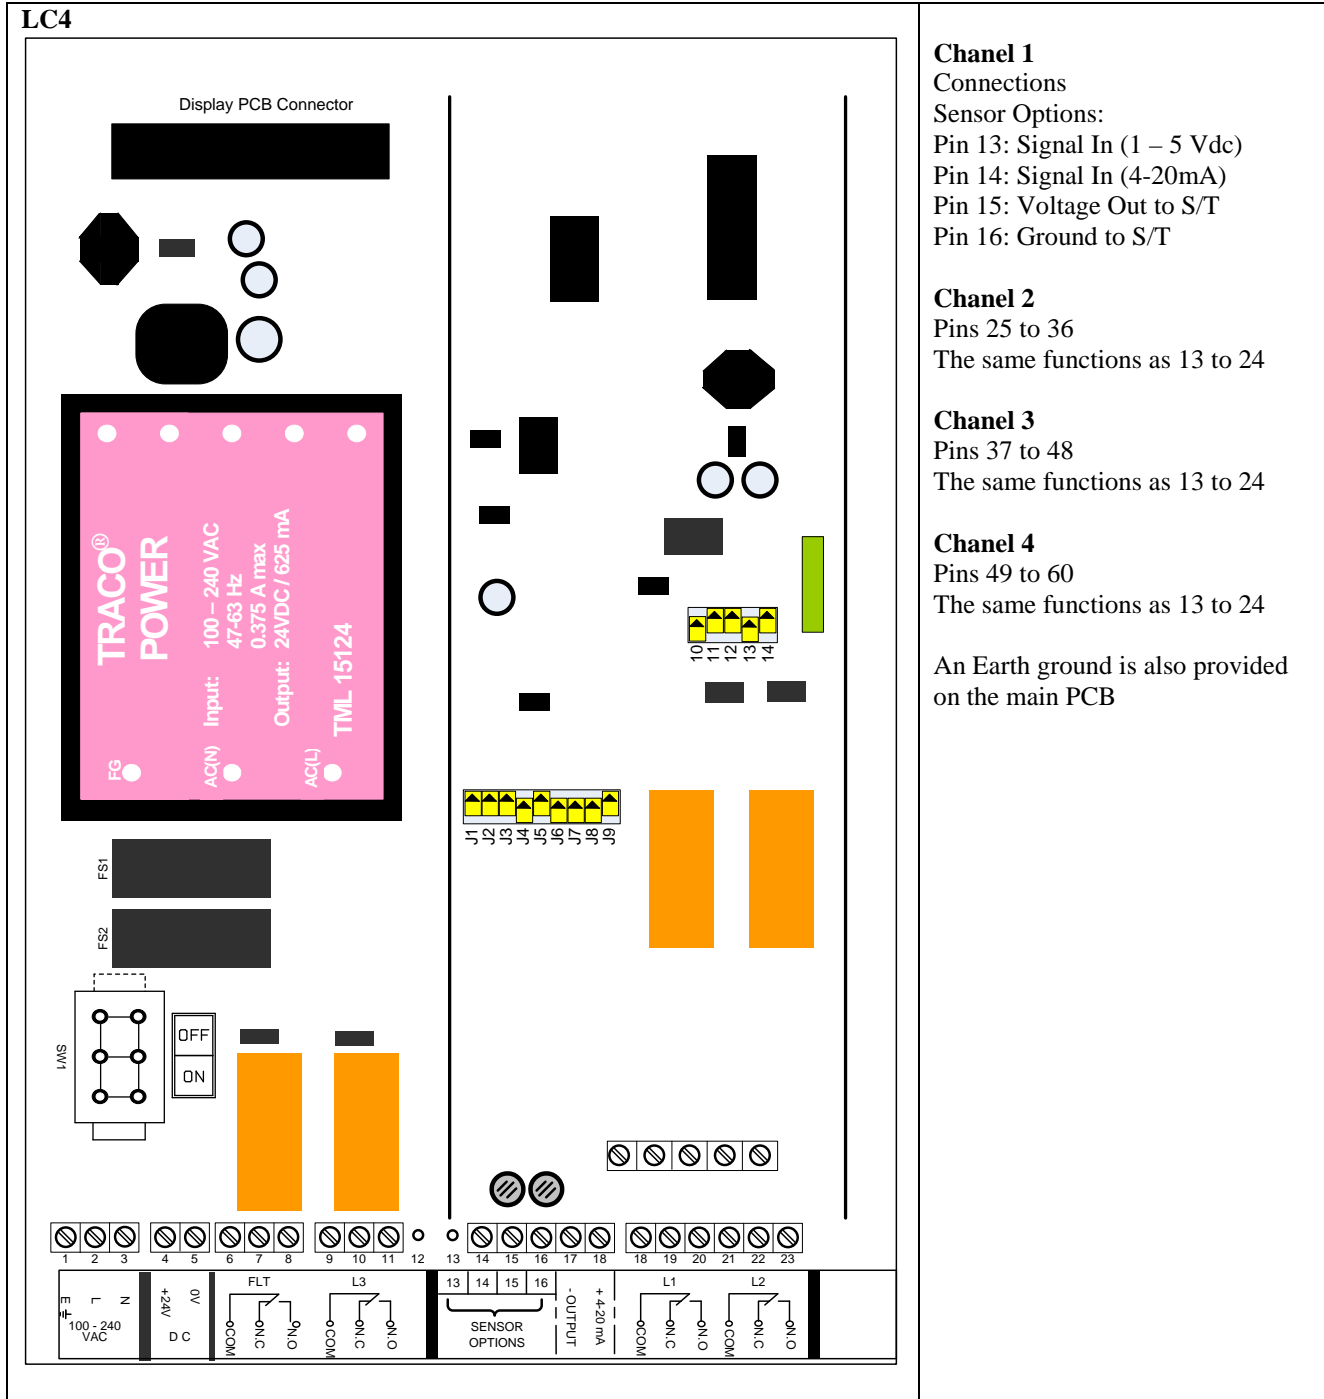 LC4
Display PCB Connector
TRACO®
POWER
Input: 100 – 240 VAC
47-63 Hz
0.375 A max
Output: 24VDC / 625 mA
TML 15124
FG
AC(N)
AC(L)
10 11 12 13 14
J1 J2 J3 J4 J5 J6 J7 J8 J9
FS1
FS2
SW1
OFF
ON
1 2 3 4 5 6 7 8 9 10 11 12 13 14 15 16 17 18 18 19 20 21 22 23
E L N
100 - 240
VAC
+24V 0V
D C
FLT
COM N.C N.O
L3
COM N.C N.O
13 14 15 16
SENSOR
OPTIONS
- OUTPUT
+ 4-20 mA
L1
COM N.C N.O
L2
COM N.C N.O
Chanel 1
Connections
Sensor Options:
Pin 13: Signal In (1 – 5 Vdc)
Pin 14: Signal In (4-20mA)
Pin 15: Voltage Out to S/T
Pin 16: Ground to S/T
Chanel 2
Pins 25 to 36
The same functions as 13 to 24
Chanel 3
Pins 37 to 48
The same functions as 13 to 24
Chanel 4
Pins 49 to 60
The same functions as 13 to 24
An Earth ground is also provided
on the main PCB